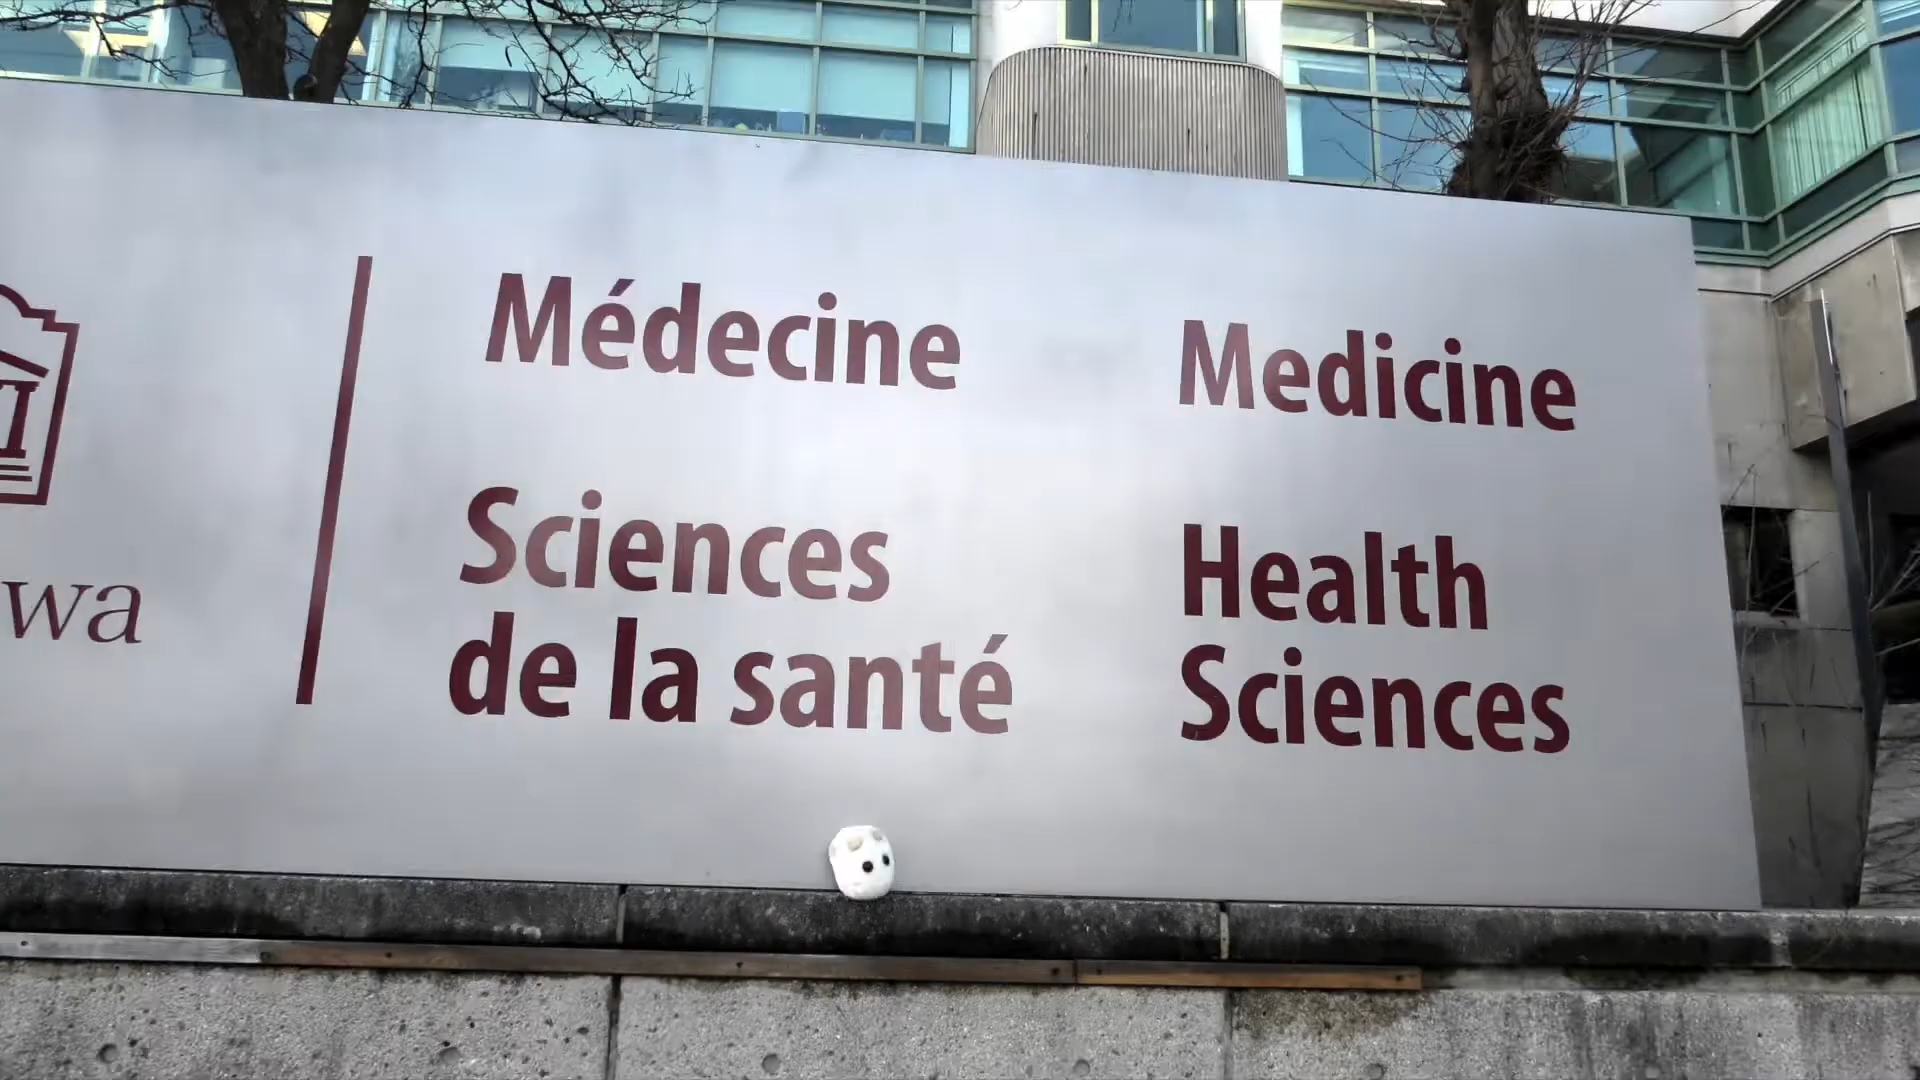 wa
Médecine
Sciences
de la santé
Medicine
Health
Sciences